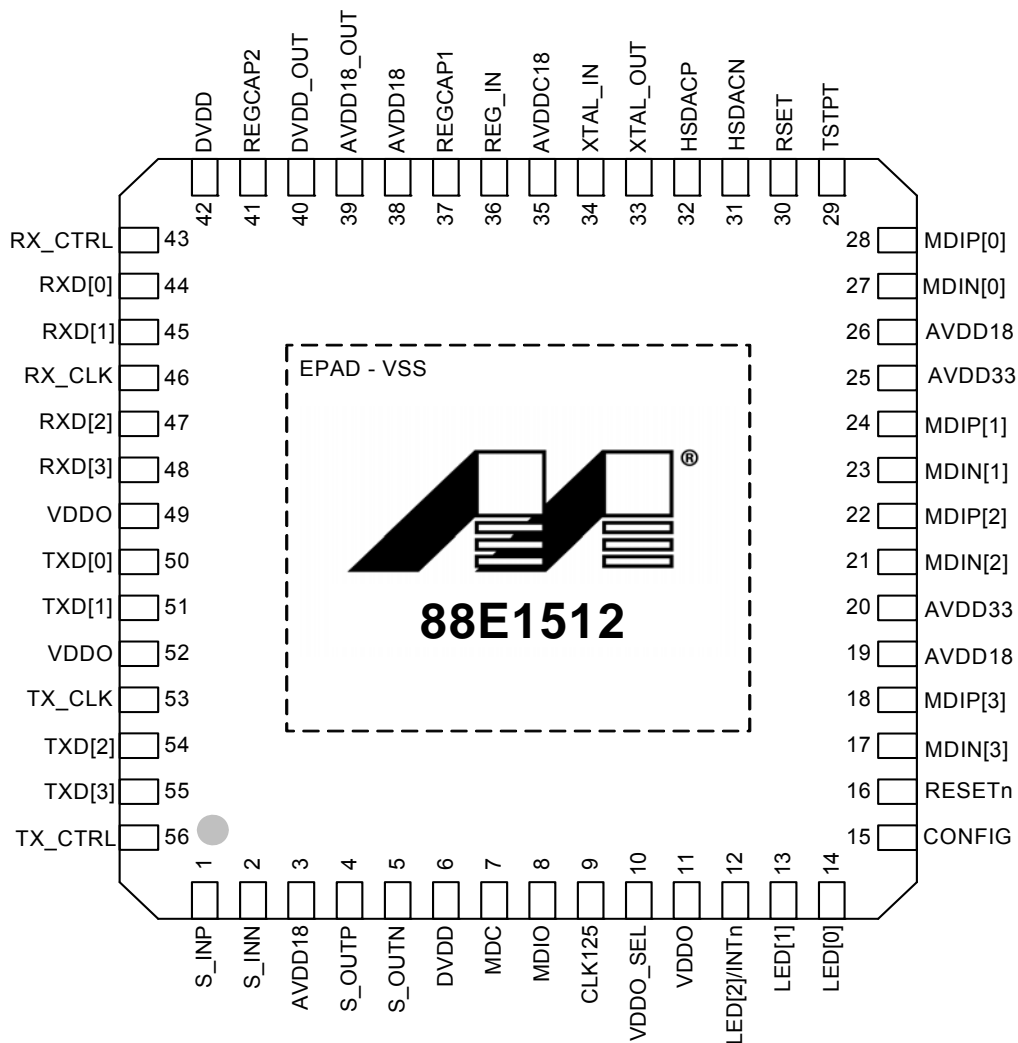 DVDD
REGCAP2
DVDD_OUT
AVDD18_OUT
AVDD18
REGCAP1
REG_IN
AVDDC18
XTAL_IN
XTAL_OUT
HSDACP
HSDACN
RSET
TSTPT
42
41
40
39
38
37
36
35
34
33
32
31
30
29
RX_CTRL 43
RXD[0] 44
RXD[1] 45
RX_CLK 46
RXD[2] 47
RXD[3] 48
VDDO 49
TXD[0] 50
TXD[1] 51
VDDO 52
TX_CLK 53
TXD[2] 54
TXD[3] 55
TX_CTRL 56
EPAD - VSS
®
88E1512
28 MDIP[0]
27 MDIN[0]
26 AVDD18
25 AVDD33
24 MDIP[1]
23 MDIN[1]
22 MDIP[2]
21 MDIN[2]
20 AVDD33
19 AVDD18
18 MDIP[3]
17 MDIN[3]
16 RESETn
15 CONFIG
1
2
3
4
5
6
7
8
9
10
11
12
13
14
S_INP
S_INN
AVDD18
S_OUTP
S_OUTN
DVDD
MDC
MDIO
CLK125
VDDO_SEL
VDDO
LED[2]/INTn
LED[1]
LED[0]